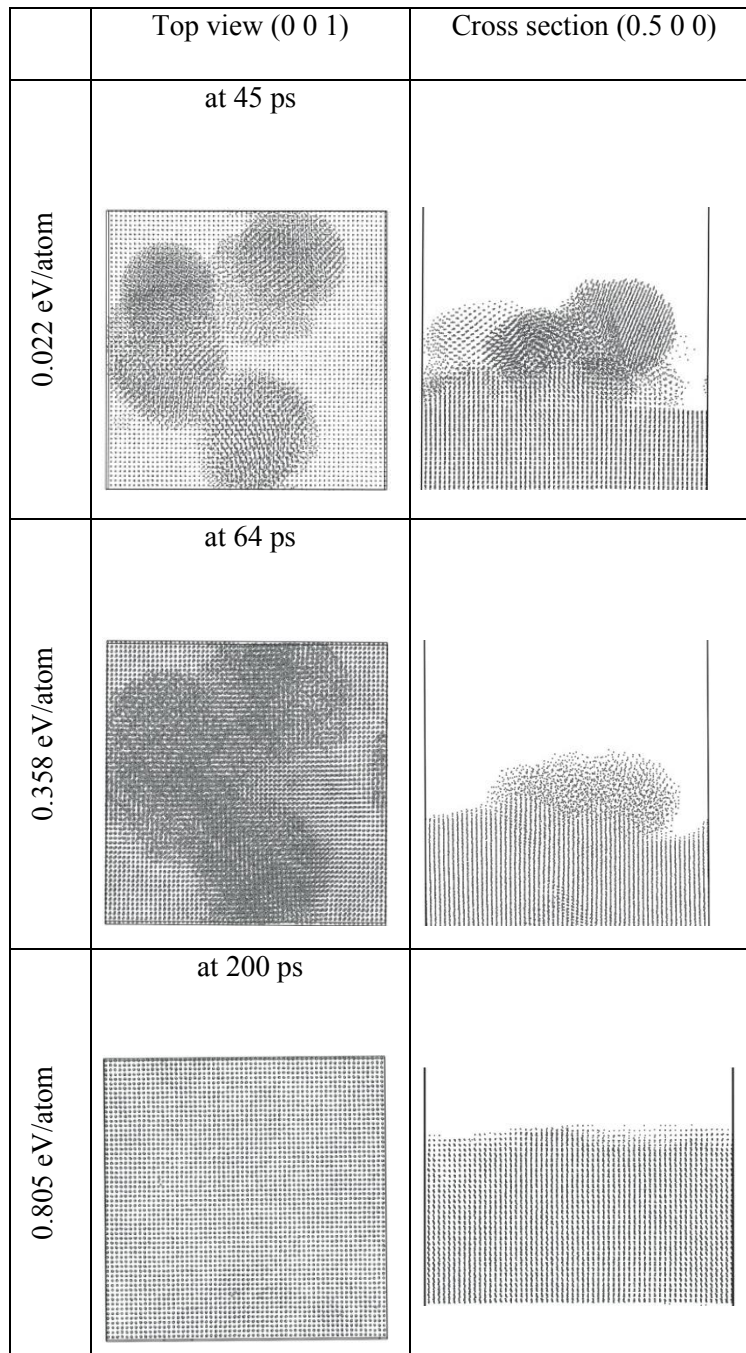 Top view (0 0 1)
Cross section (0.5 0 0)
at 45 ps
0.022 eV/atom
at 64 ps
0.358 eV/atom
at 200 ps
0.805 eV/atom